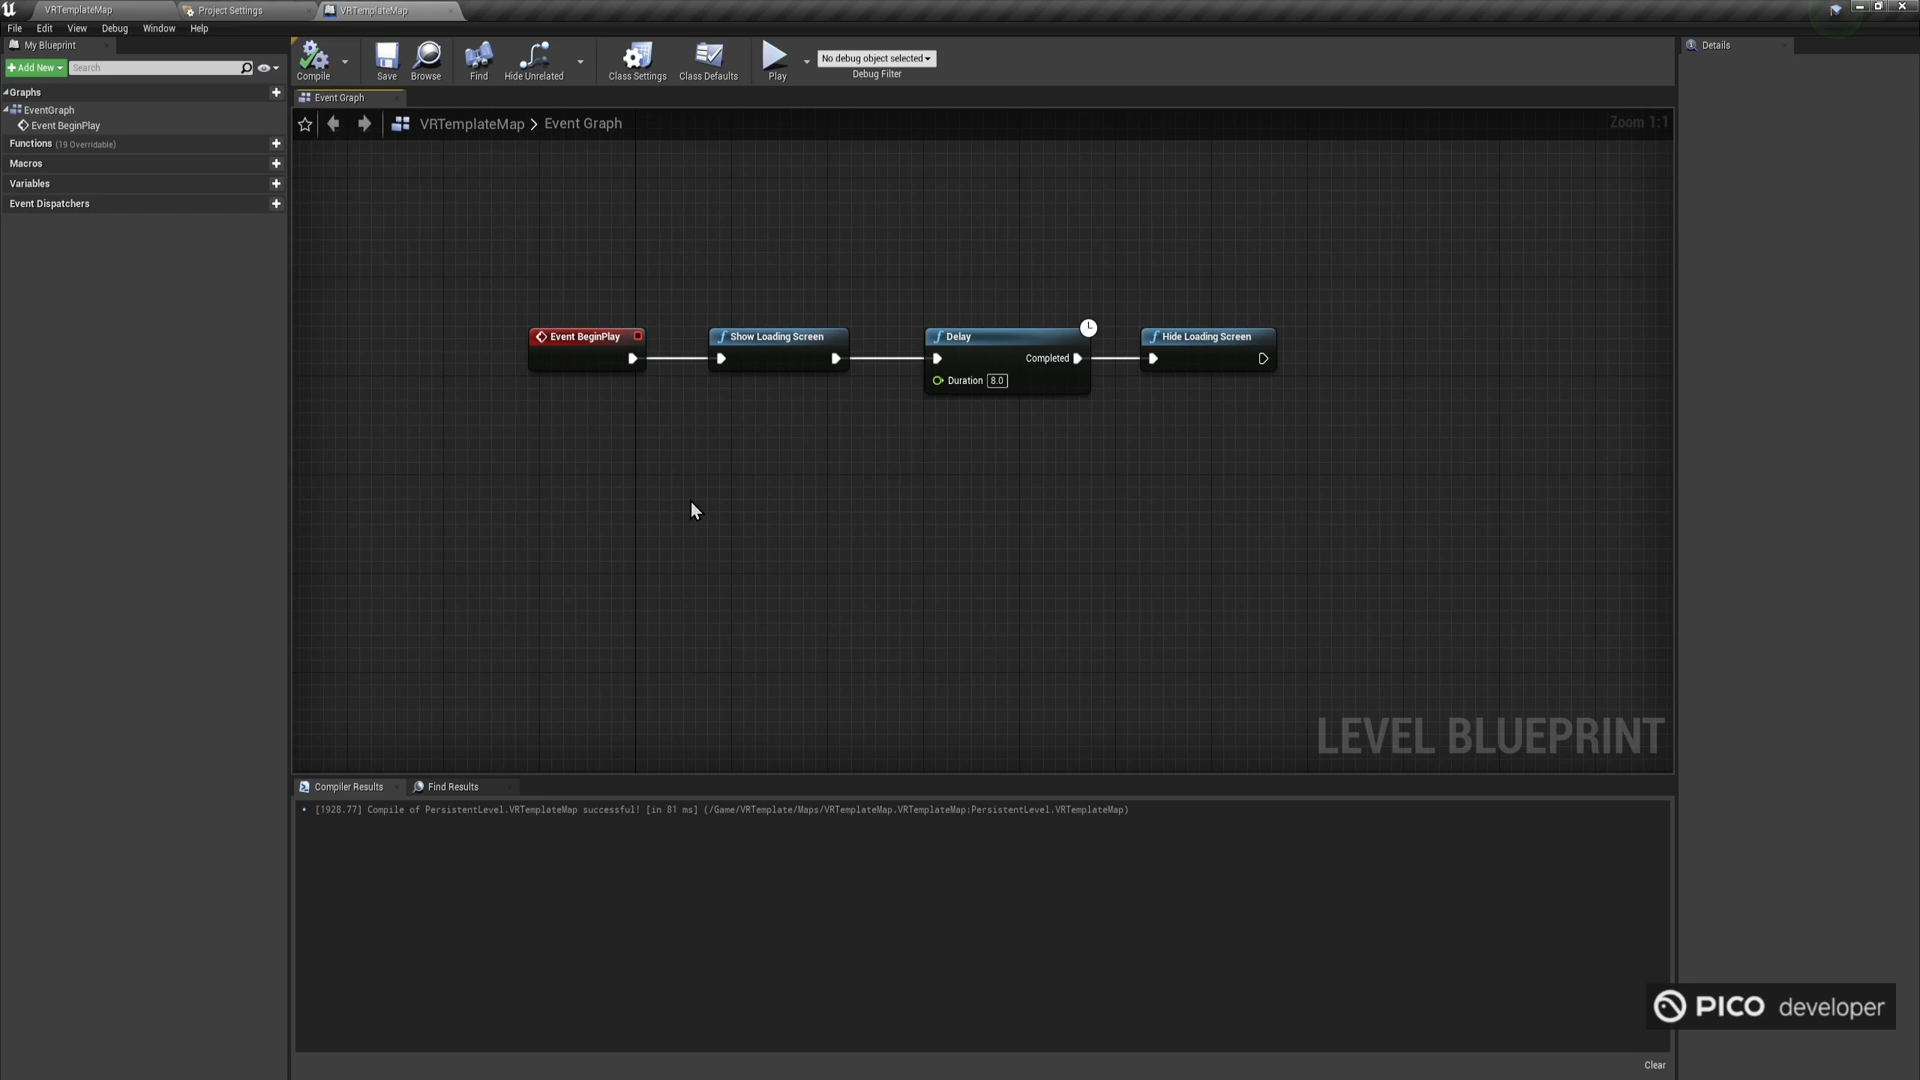 VRTemplateMap
Project Settings
VRTemplateMap
File Edit View Debug Window Help
My Blueprint
Details
Add New
Search
Compile
Save
Browse
Find
Hide Unrelated
Class Settings
Class Defaults
Play
No debug object selected
Debug Filter
Graphs
EventGraph
Event BeginPlay
Functions (19 Overridable)
Macros
Variables
Event Dispatchers
Event Graph
VRTemplateMap > Event Graph
Zoom 1:1
Event BeginPlay
Show Loading Screen
Delay
Completed
Duration 8.0
Hide Loading Screen
LEVEL BLUEPRINT
Compiler Results
Find Results
[1928.77] Compile of PersistentLevel.VRTemplateMap successful! [in 81 ms] (/Game/VRTemplate/Maps/VRTemplateMap.VRTemplateMap:PersistentLevel.VRTemplateMap)
PICO developer
Clear